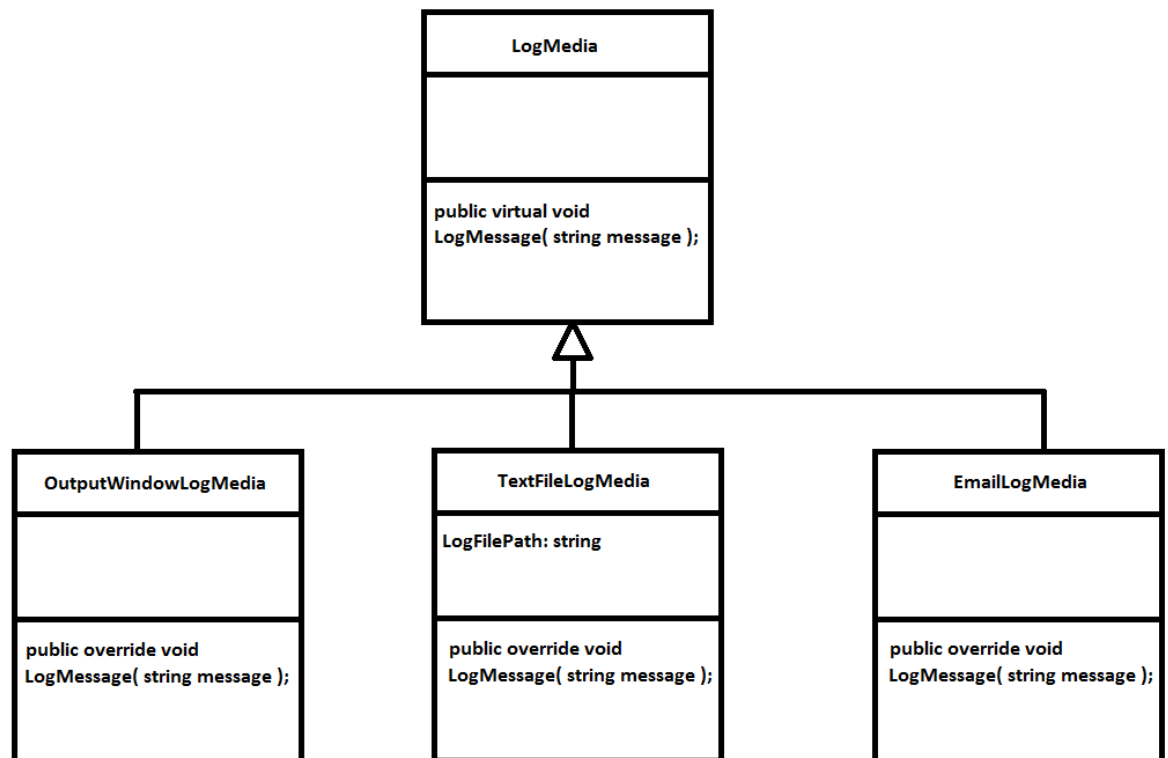 LogMedia
public virtual void
LogMessage( string message );
OutputWindowLogMedia
public override void
LogMessage( string message );
TextFileLogMedia
LogFilePath: string
public override void
LogMessage( string message );
EmailLogMedia
public override void
LogMessage( string message );